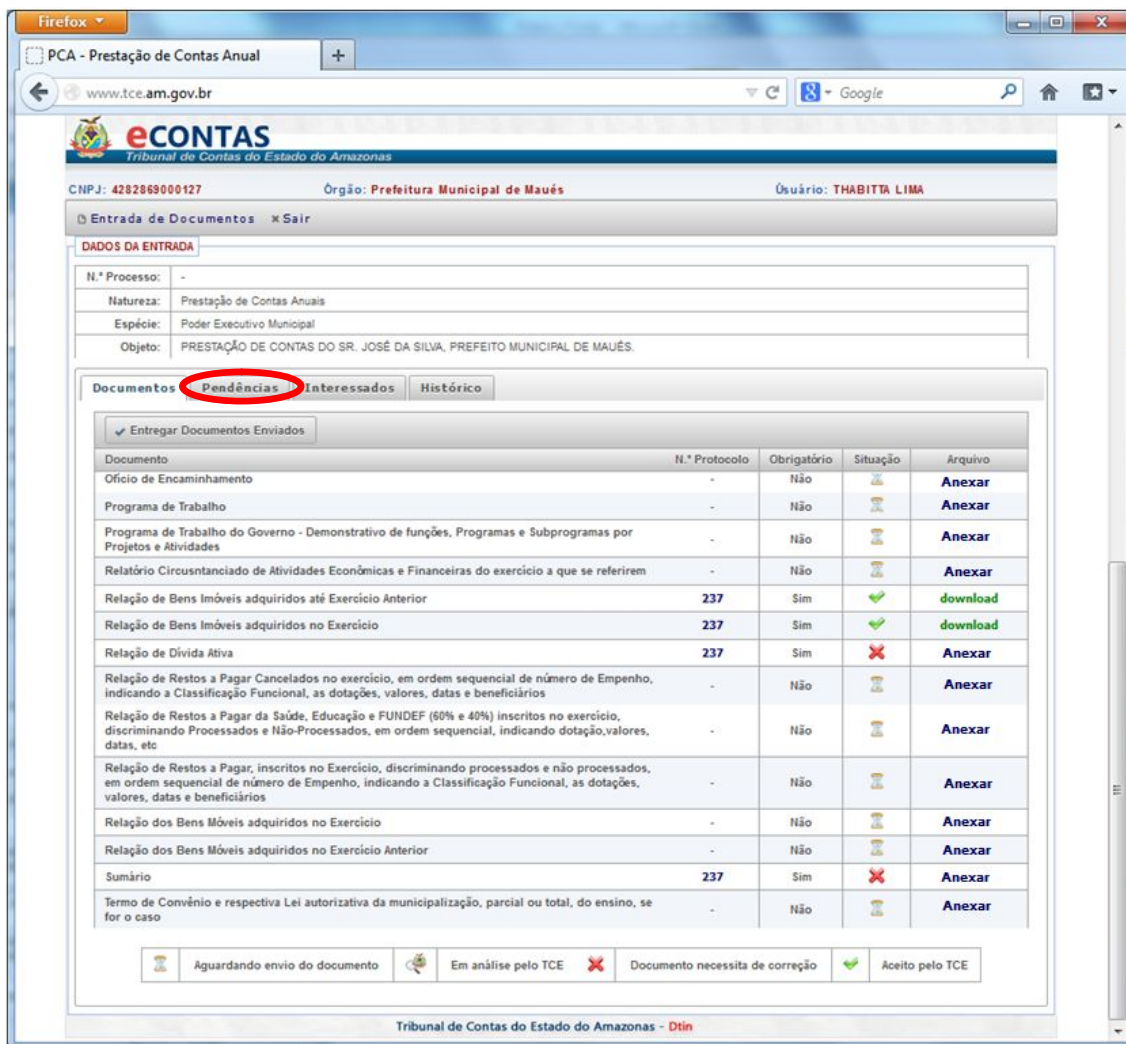 Firefox
PCA - Prestação de Contas Anual
+
www.tce.am.gov.br
Google
eCONTAS
Tribunal de Contas do Estado do Amazonas
CNPJ: 4282869000127 Órgão: Prefeitura Municipal de Maués Usuário: THABITTA LIMA
Entrada de Documentos Sair
DADOS DA ENTRADA
N.º Processo: -
Natureza: Prestação de Contas Anuais
Espécie: Poder Executivo Municipal
Objeto: PRESTAÇÃO DE CONTAS DO SR. JOSÉ DA SILVA, PREFEITO MUNICIPAL DE MAUÉS.
Documentos Pendências Interessados Histórico
Entregar Documentos Enviados
Documento N.º Protocolo Obrigatório Situação Arquivo
Ofício de Encaminhamento - Não Anexar
Programa de Trabalho - Não Anexar
Programa de Trabalho do Governo - Demonstrativo de funções, Programas e Subprogramas por
Projetos e Atividades - Não Anexar
Relatório Circusntanciado de Atividades Econômicas e Financeiras do exercício a que se referirem - Não Anexar
Relação de Bens Imóveis adquiridos até Exercício Anterior 237 Sim download
Relação de Bens Imóveis adquiridos no Exercício 237 Sim download
Relação de Dívida Ativa 237 Sim Anexar
Relação de Restos a Pagar Cancelados no exercício, em ordem sequencial de número de Empenho,
indicando a Classificação Funcional, as dotações, valores, datas e beneficiários - Não Anexar
Relação de Restos a Pagar da Saúde, Educação e FUNDEF (60% e 40%) inscritos no exercício,
discriminando Processados e Não-Processados, em ordem sequencial, indicando dotação,valores,
datas, etc - Não Anexar
Relação de Restos a Pagar, inscritos no Exercício, discriminando processados e não processados,
em ordem sequencial de número de Empenho, indicando a Classificação Funcional, as dotações,
valores, datas e beneficiários - Não Anexar
Relação dos Bens Móveis adquiridos no Exercício - Não Anexar
Relação dos Bens Móveis adquiridos no Exercício Anterior - Não Anexar
Sumário 237 Sim Anexar
Termo de Convênio e respectiva Lei autorizativa da municipalização, parcial ou total, do ensino, se
for o caso - Não Anexar
Aguardando envio do documento Em análise pelo TCE Documento necessita de correção Aceito pelo TCE
Tribunal de Contas do Estado do Amazonas - Dtin